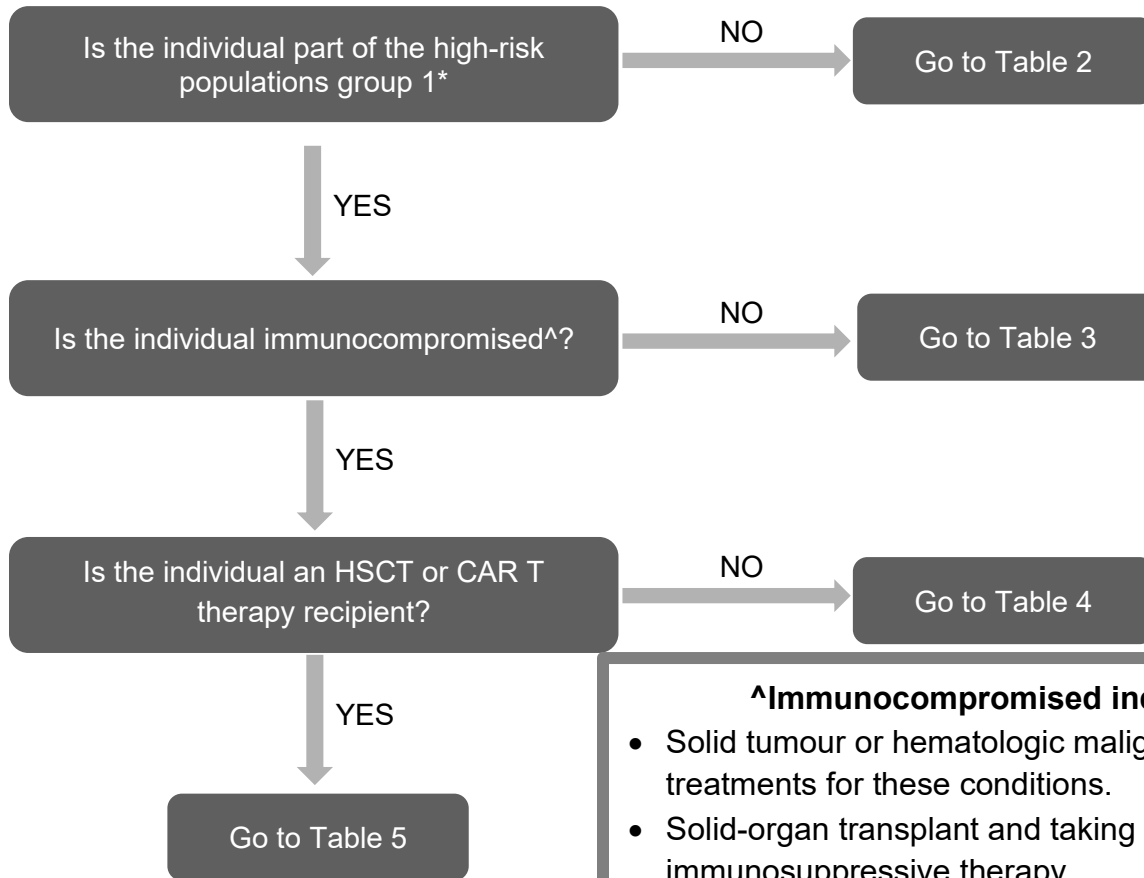 Is the individual part of the high-risk
populations group 1*
NO
Go to Table 2
YES
Is the individual immunocompromised^?
NO
Go to Table 3
YES
Is the individual an HSCT or CAR T
therapy recipient?
NO
Go to Table 4
YES
Go to Table 5
^Immunocompromised
• Solid tumour or hematologic
treatments for these conditions.
• Solid-organ transplant and taking
immunosuppressive therapy